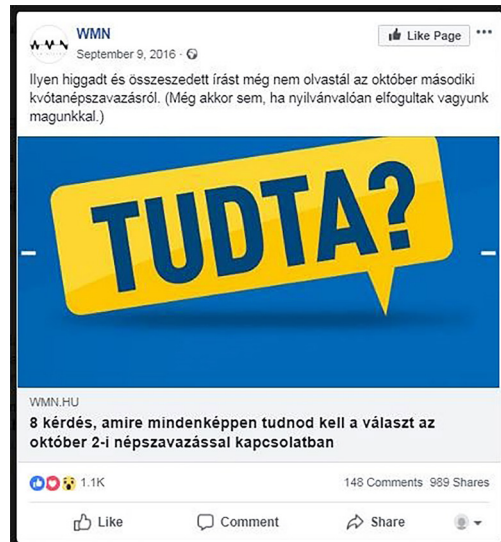 WMN
Like Page
September 9, 2016
Ilyen higgadt és összeszedett írást még nem olvastál az október másodiki
kvótanépszavazásról. (Még akkor sem, ha nyilvánvalóan elfogultak vagyunk
magunkkal.)
TUDTA?
WMN.HU
8 kérdés, amire mindenképpen tudnod kell a választ az
október 2-i népszavazással kapcsolatban
1.1K
148 Comments 989 Shares
Like
Comment
Share